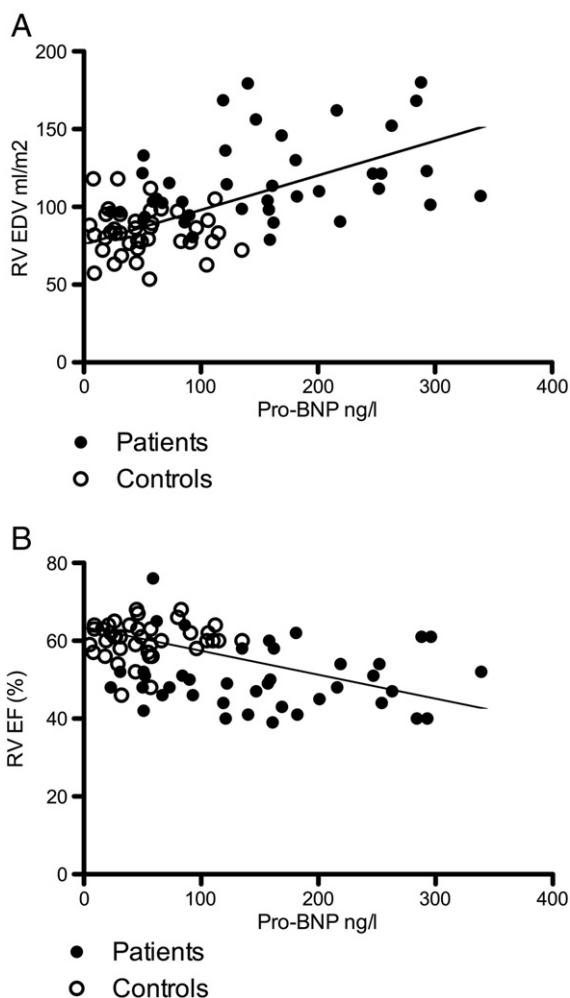 A
200
150
100
50
0
RV EDV ml/m2
0 100 200 300 400
Pro-BNP ng/l
Patients
Controls
B
80
60
40
20
0
RV EF (%)
0 100 200 300 400
Pro-BNP ng/l
Patients
Controls